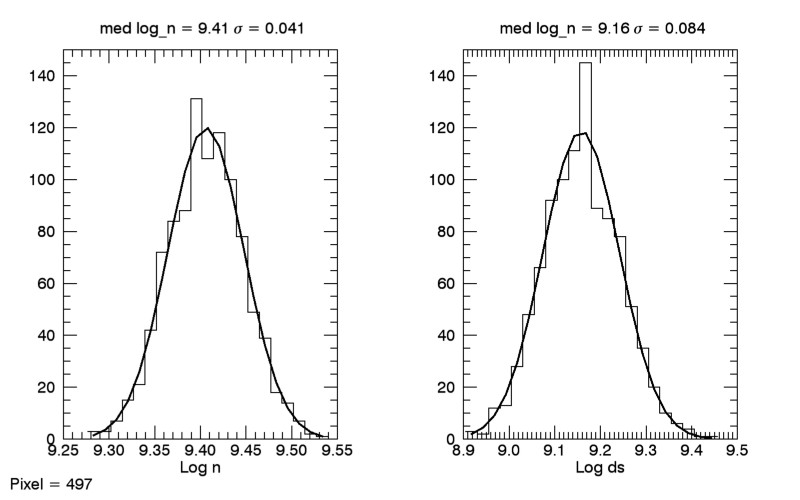 med log_n = 9.41 σ = 0.041
140
120
100
80
60
40
20
0
9.25 9.30 9.35 9.40 9.45 9.50 9.55
Log n
med log_n = 9.16 σ = 0.084
140
120
100
80
60
40
20
0
8.9 9.0 9.1 9.2 9.3 9.4 9.5
Log ds
Pixel = 497